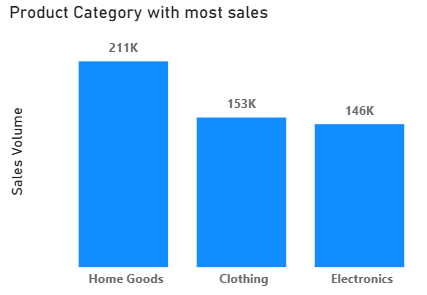 Product Category with most sales
211K
153K
146K
Sales Volume
Home Goods
Clothing
Electronics